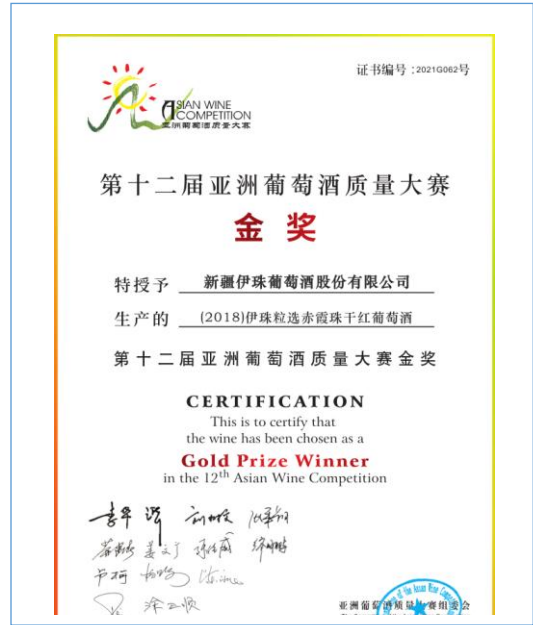 证书编号:2021G062号
ASIAN WINE
COMPETITION
亚洲葡萄酒质量大赛
第十二届亚洲葡萄酒质量大赛
金奖
特授予 新疆伊珠葡萄酒股份有限公司
生产的 (2018)伊珠粒选赤霞珠干红葡萄酒
第十二届亚洲葡萄酒质量大赛金奖
CERTIFICATION
This is to certify that
the wine has been chosen as a
Gold Prize Winner
in the 12th Asian Wine Competition
李华
亚洲葡萄酒质量大赛组委会